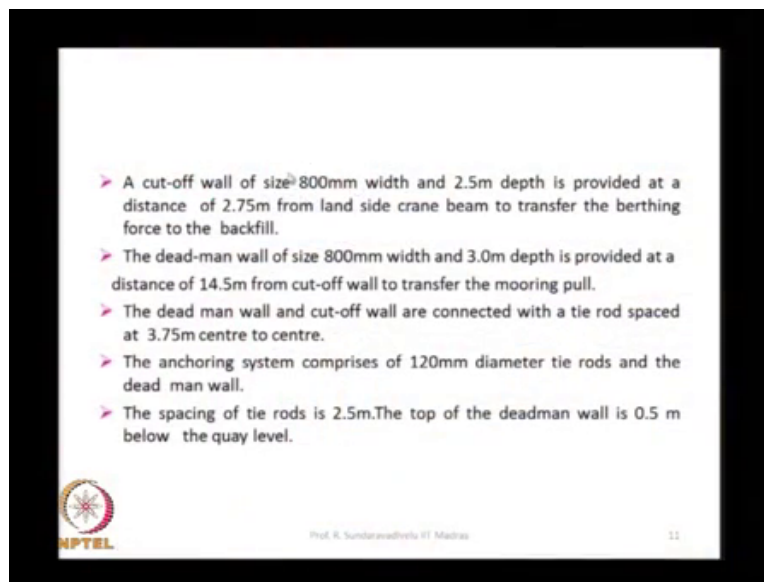 ➤ A cut-off wall of size 800mm width and 2.5m depth is provided at a
distance of 2.75m from land side crane beam to transfer the berthing
force to the backfill.
➤ The dead-man wall of size 800mm width and 3.0m depth is provided at a
distance of 14.5m from cut-off wall to transfer the mooring pull.
➤ The dead man wall and cut-off wall are connected with a tie rod spaced
at 3.75m centre to centre.
➤ The anchoring system comprises of 120mm diameter tie rods and the
dead man wall.
➤ The spacing of tie rods is 2.5m.The top of the deadman wall is 0.5 m
below the quay level.
NPTEL
Prof. R. Sundaravadivelu IIT Madras
11